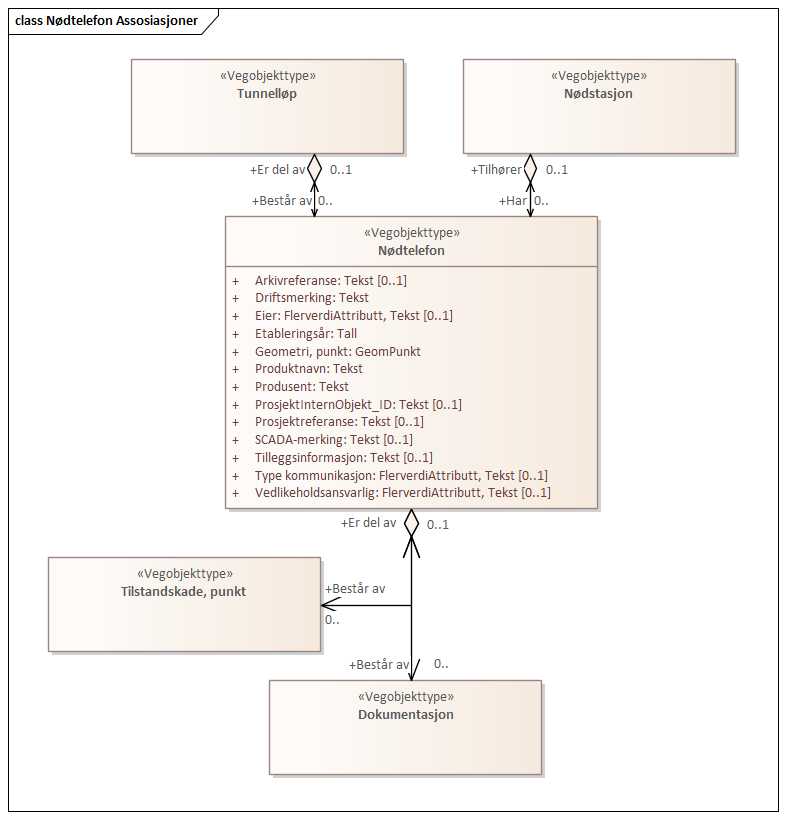 class Nødtelefon Assosiasjoner
«Vegobjekttype»
Tunnelløp
«Vegobjekttype»
Nødstasjon
+Er del av 0..1
+Tilhører 0..1
+Består av 0..
+Har 0..
«Vegobjekttype»
Nødtelefon
+ Arkivreferanse: Tekst [0..1]
+ Driftsmerking: Tekst
+ Eier: FlerverdiAttributt, Tekst [0..1]
+ Etableringsår: Tall
+ Geometri, punkt: GeomPunkt
+ Produktnavn: Tekst
+ Produsent: Tekst
+ ProsjektInternObjekt_ID: Tekst [0..1]
+ Prosjektreferanse: Tekst [0..1]
+ SCADA-merking: Tekst [0..1]
+ Tilleggsinformasjon: Tekst [0..1]
+ Type kommunikasjon: FlerverdiAttributt, Tekst [0..1]
+ Vedlikeholdsansvarlig: FlerverdiAttributt, Tekst [0..1]
+Er del av 0..1
«Vegobjekttype»
Tilstandskade, punkt
+Består av
0..
+Består av 0..
«Vegobjekttype»
Dokumentasjon